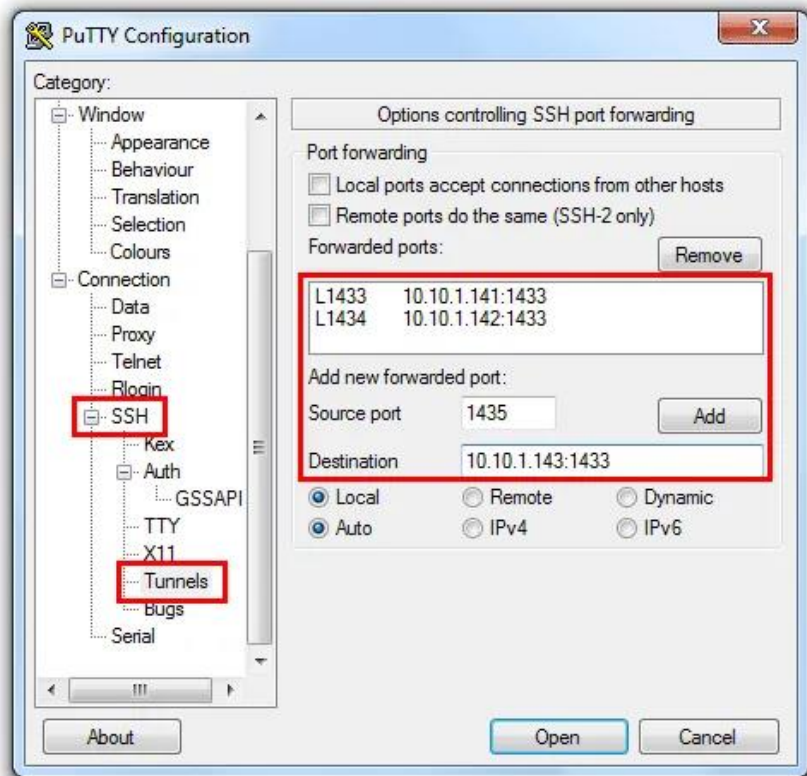 PuTTY Configuration
X
Category:
Window
Appearance
Behaviour
Translation
Selection
Colours
Connection
Data
Proxy
Telnet
Rlogin
SSH
Kex
Auth
GSSAPI
TTY
X11
Tunnels
Bugs
Serial
Options controlling SSH port forwarding
Port forwarding
Local ports accept connections from other hosts
Remote ports do the same (SSH-2 only)
Forwarded ports:
Remove
L1433 10.10.1.141:1433
L1434 10.10.1.142:1433
Add new forwarded port:
Source port 1435 Add
Destination 10.10.1.143:1433
Local Remote Dynamic
Auto IPv4 IPv6
About Open Cancel